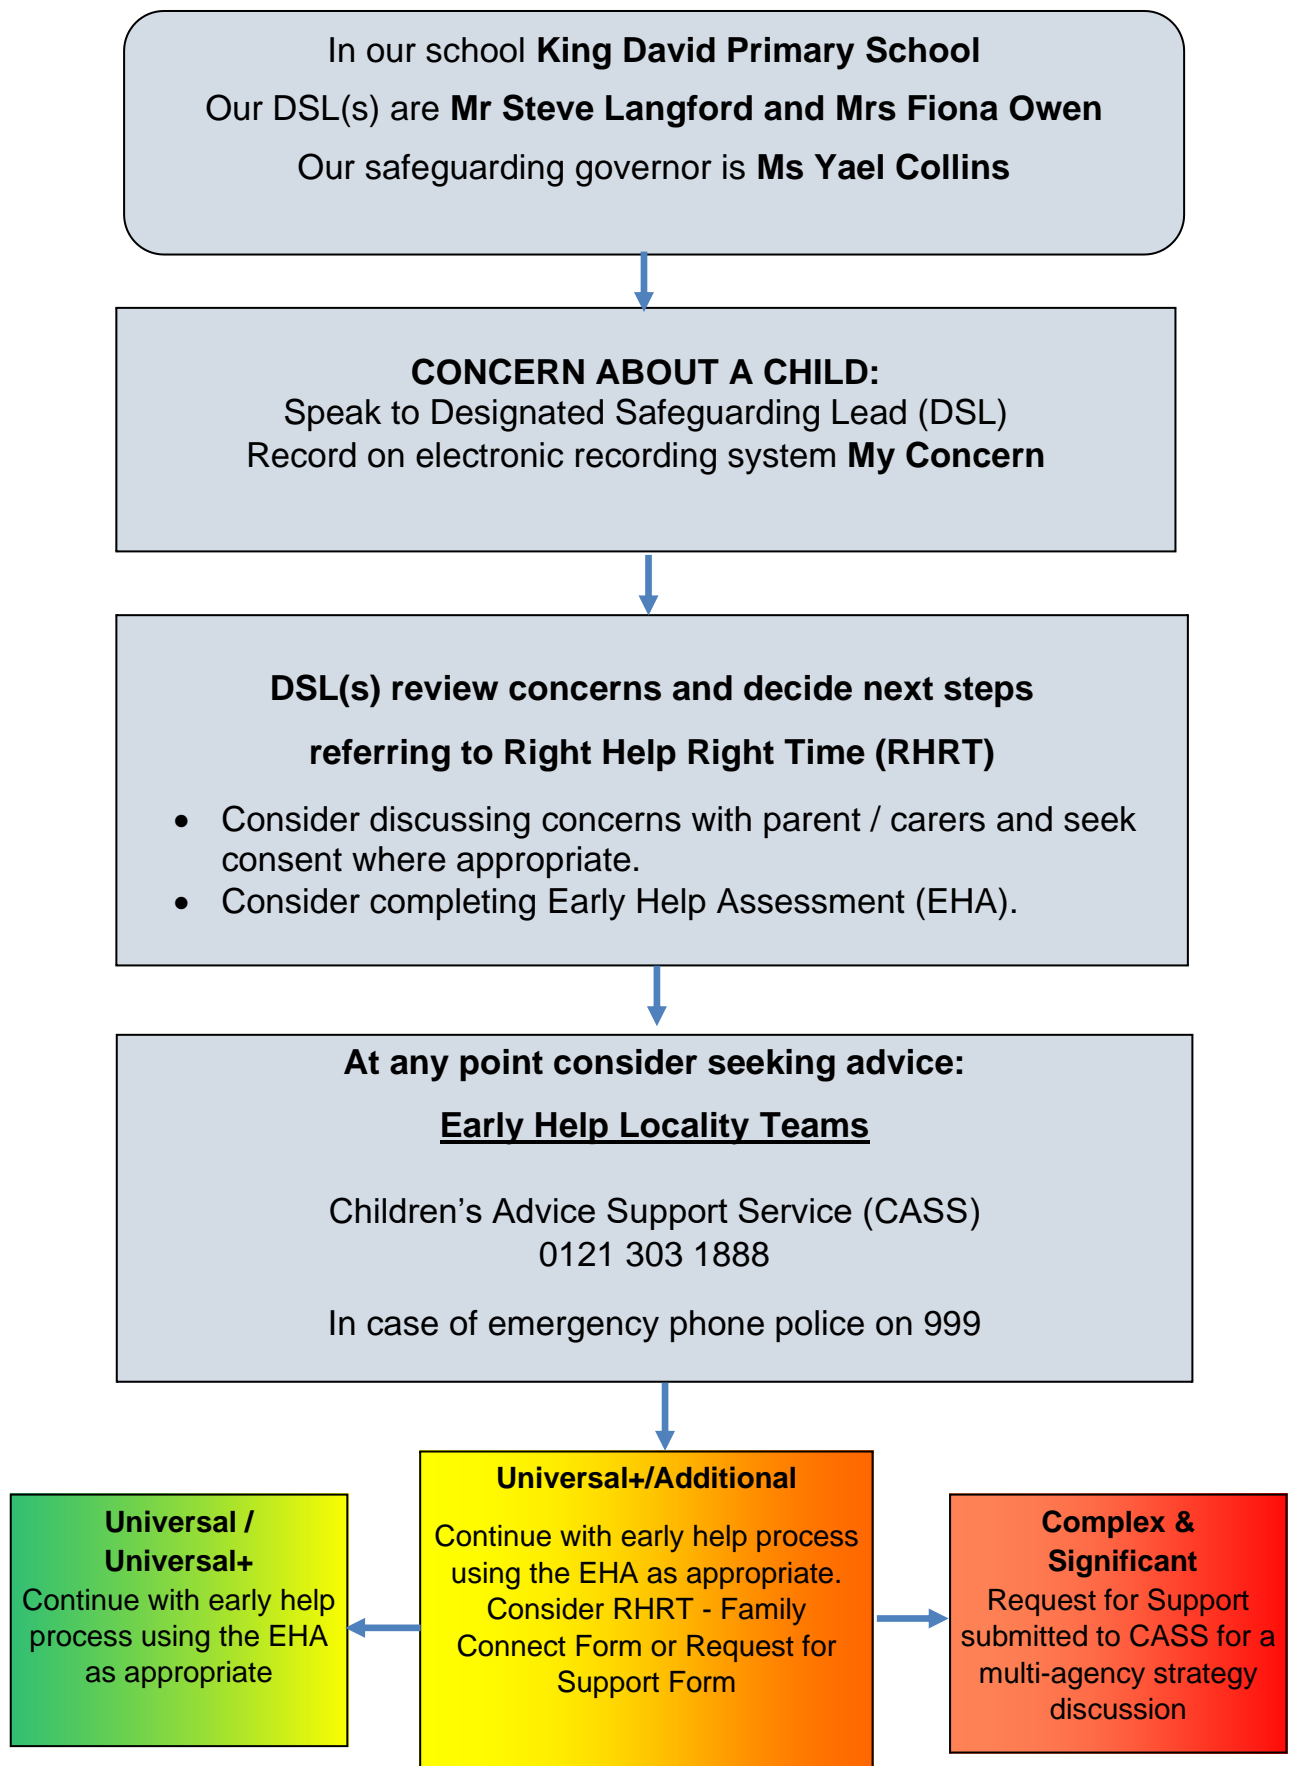 In our school King David Primary School
Our DSL(s) are Mr Steve Langford and Mrs Fiona Owen
Our safeguarding governor is Ms Yael Collins
CONCERN ABOUT A CHILD:
Speak to Designated Safeguarding Lead (DSL)
Record on electronic recording system My Concern
DSL(s) review concerns and decide next steps
referring to Right Help Right Time (RHRT)
• Consider discussing concerns with parent / carers and seek
consent where appropriate.
• Consider completing Early Help Assessment (EHA).
At any point consider seeking advice:
Early Help Locality Teams
Children’s Advice Support Service (CASS)
0121 303 1888
In case of emergency phone police on 999
Universal /
Universal+
Continue with early help
process using the EHA
as appropriate
Universal+/Additional
Continue with early help process
using the EHA as appropriate.
Consider RHRT - Family
Connect Form or Request for
Support Form
Complex &
Significant
Request for Support
submitted to CASS for a
multi-agency strategy
discussion